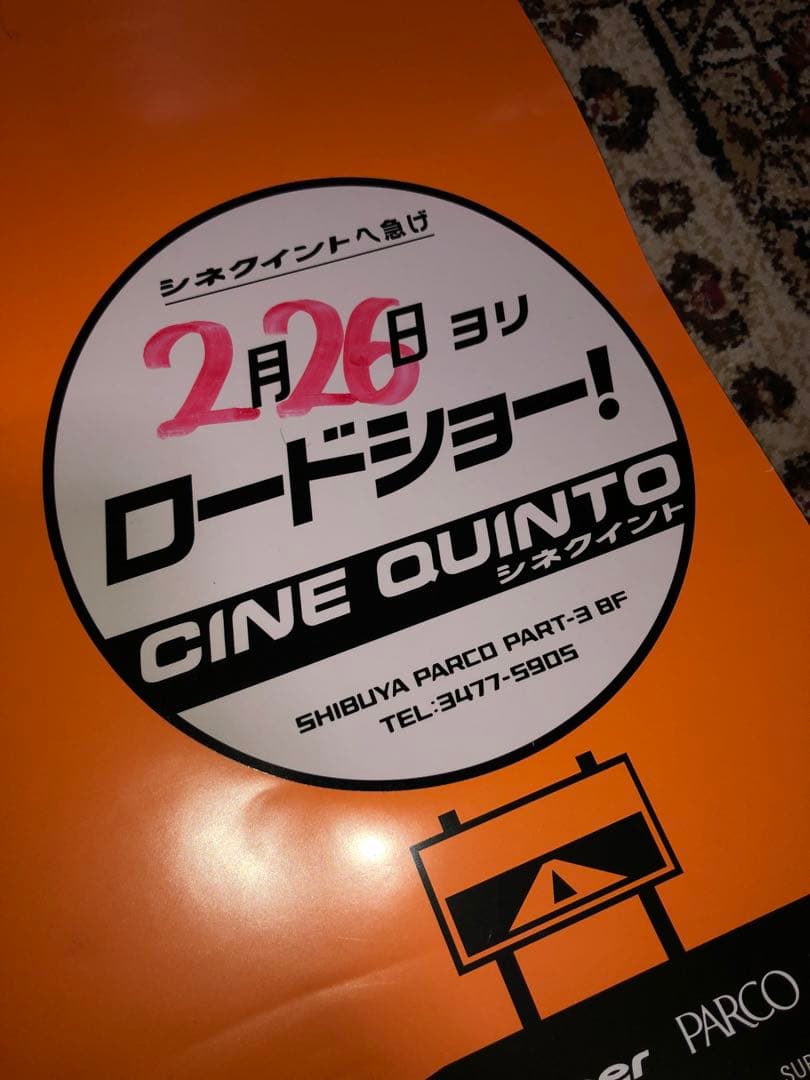 シネクイントへ急げ
2月26日ヨリ
ロードショー!
CINE QUINTO
シネクイント
SHIBUYA PARCO PART-3 8F
TEL:3477-5905
PARCO